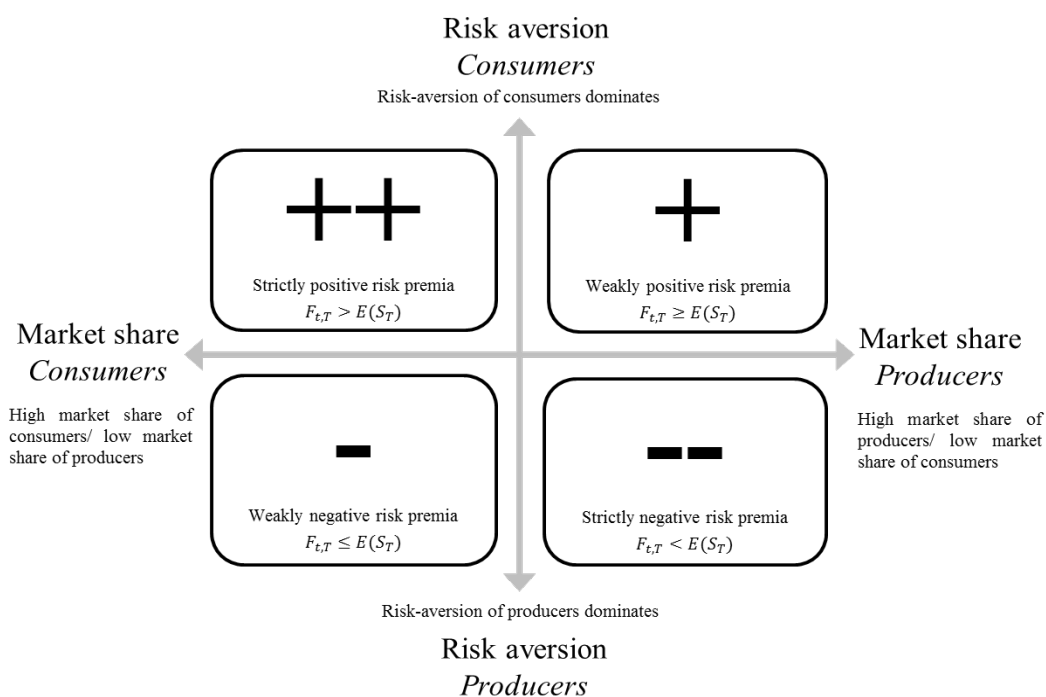 Risk aversion
Consumers
Risk-aversion of consumers dominates
++
Strictly positive risk premia
F_{t,T} > E(S_T)
+
Weakly positive risk premia
F_{t,T} ≥ E(S_T)
Market share
Consumers
High market share of
consumers/ low market
share of producers
Market share
Producers
High market share of
producers/ low market
share of consumers
-
Weakly negative risk premia
F_{t,T} ≤ E(S_T)
--
Strictly negative risk premia
F_{t,T} < E(S_T)
Risk-aversion of producers dominates
Risk aversion
Producers